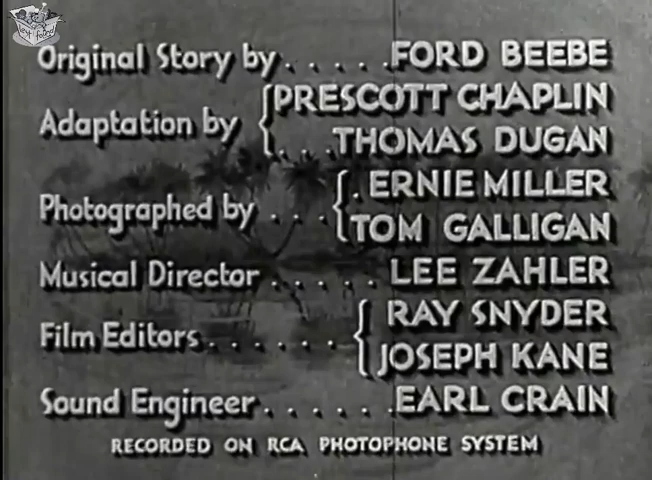 Original Story by.....FORD BEEBE
Adaptation by {PRESCOTT CHAPLIN
...THOMAS DUGAN
Photographed by ...{. ERNIE MILLER
TOM GALLIGAN
Musical Director ......LEE ZAHLER
Film Editors......{ RAY SNYDER
JOSEPH KANE
Sound Engineer......EARL CRAIN
RECORDED ON RCA PHOTOPHONE SYSTEM